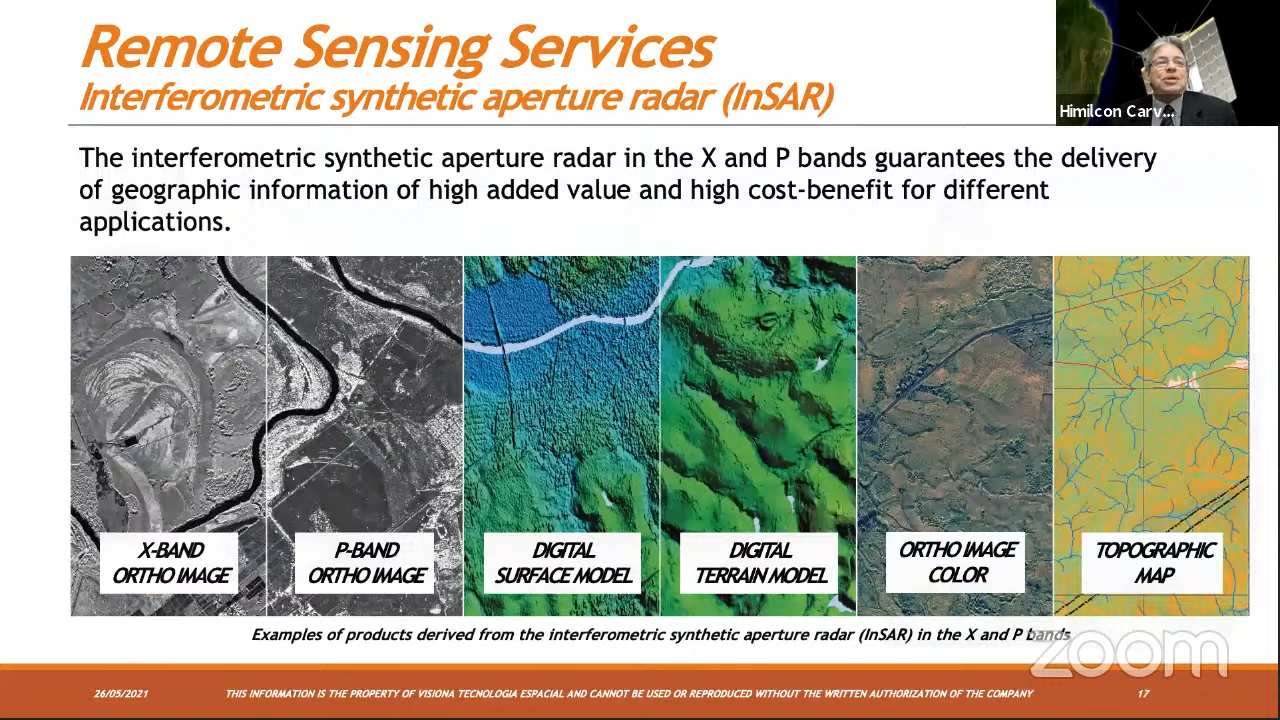 Remote Sensing Services
Interferometric synthetic aperture radar (InSAR)
Himilcon Carv...
The interferometric synthetic aperture radar in the X and P bands guarantees the delivery
of geographic information of high added value and high cost-benefit for different
applications.
X-BAND
ORTHO IMAGE
P-BAND
ORTHO IMAGE
DIGITAL
SURFACE MODEL
DIGITAL
TERRAIN MODEL
ORTHO IMAGE
COLOR
TOPOGRAPHIC
MAP
Examples of products derived from the interferometric synthetic aperture radar (InSAR) in the X and P bands
zoom
26/05/2021
THIS INFORMATION IS THE PROPERTY OF VISIONA TECNOLOGIA ESPACIAL AND CANNOT BE USED OR REPRODUCED WITHOUT THE WRITTEN AUTHORIZATION OF THE COMPANY
17